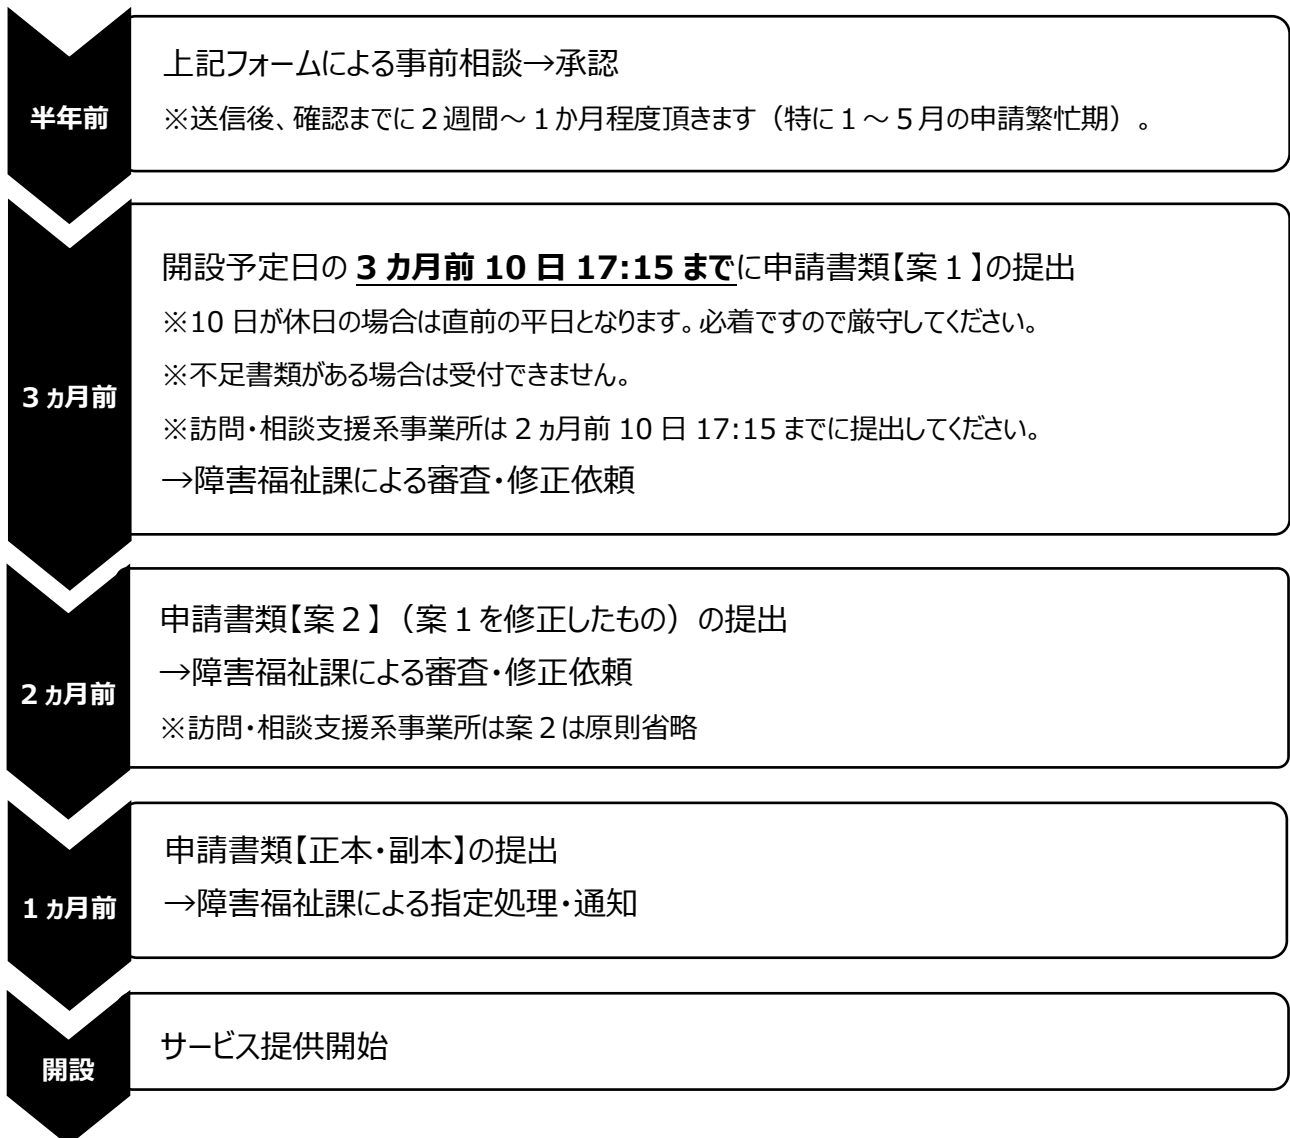 半年前
上記フォームによる事前相談→承認
※送信後、確認までに２週間～１か月程度頂きます（特に１～５月の申請繁忙期）。
3 ヵ月前
開設予定日の 3 カ月前 10 日 17:15 までに申請書類【案１】の提出
※10 日が休日の場合は直前の平日となります。必着ですので厳守してください。
※不足書類がある場合は受付できません。
※訪問・相談支援系事業所は 2 ヵ月前 10 日 17:15 までに提出してください。
→障害福祉課による審査・修正依頼
2 ヵ月前
申請書類【案２】（案１を修正したもの）の提出
→障害福祉課による審査・修正依頼
※訪問・相談支援系事業所は案２は原則省略
1 ヵ月前
申請書類【正本・副本】の提出
→障害福祉課による指定処理・通知
開設
サービス提供開始